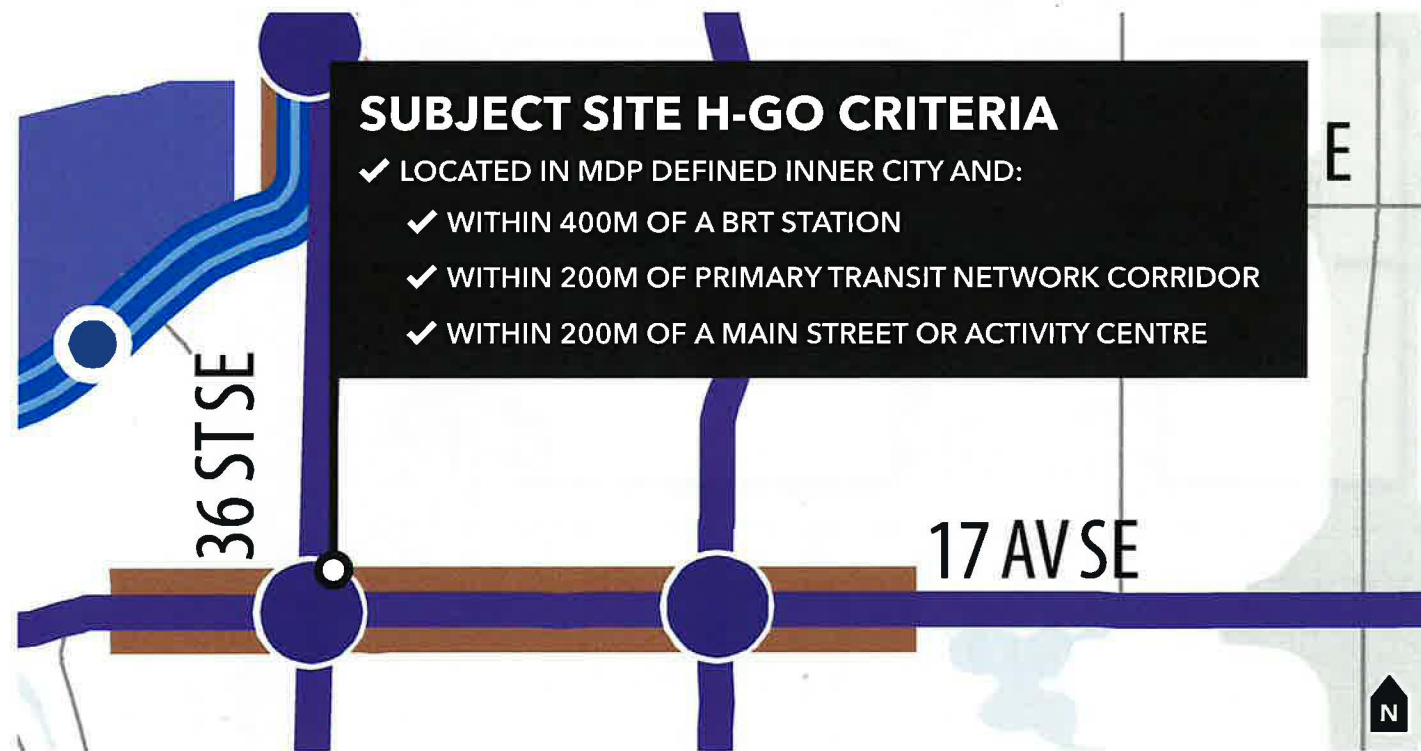 SUBJECT SITE H-GO CRITERIA
✔ LOCATED IN MDP DEFINED INNER CITY AND:
✔ WITHIN 400M OF A BRT STATION
✔ WITHIN 200M OF PRIMARY TRANSIT NETWORK CORRIDOR
✔ WITHIN 200M OF A MAIN STREET OR ACTIVITY CENTRE
E
36 ST SE
17 AV SE
N